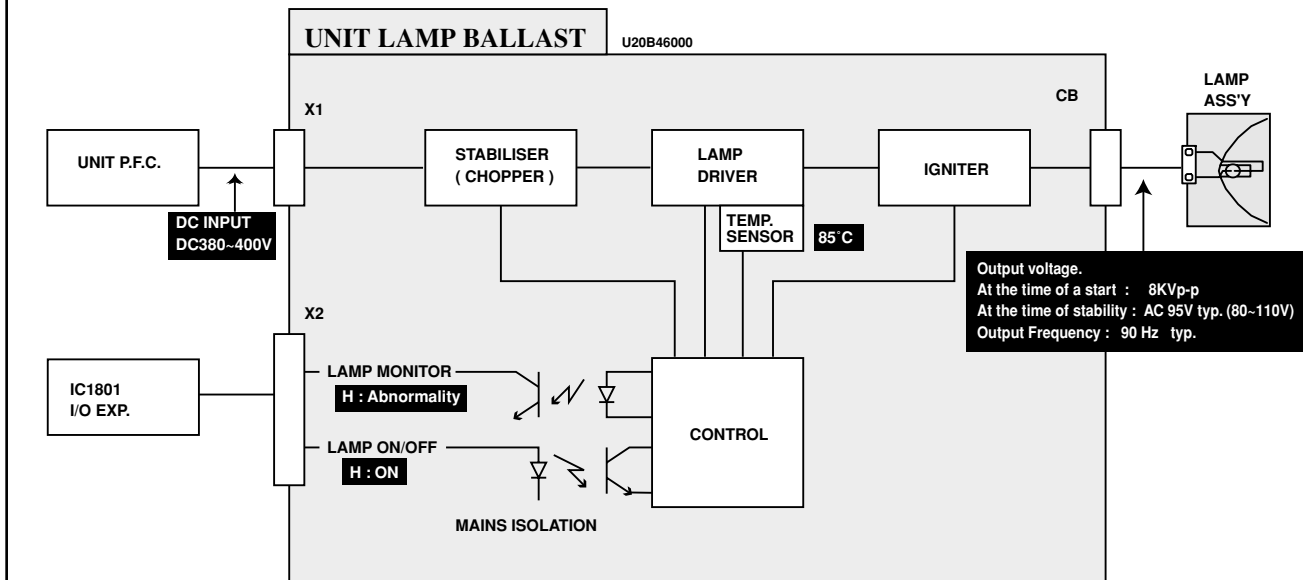 UNIT LAMP BALLAST
U20B46000
LAMP
ASS'Y
X1
CB
UNIT P.F.C.
STABILISER
( CHOPPER )
LAMP
DRIVER
IGNITER
DC INPUT
DC380~400V
TEMP.
SENSOR
85˚C
Output voltage.
At the time of a start : 8KVp-p
At the time of stability : AC 95V typ. (80~110V)
Output Frequency : 90 Hz typ.
X2
IC1801
I/O EXP.
LAMP MONITOR
H : Abnormality
LAMP ON/OFF
H : ON
CONTROL
MAINS ISOLATION